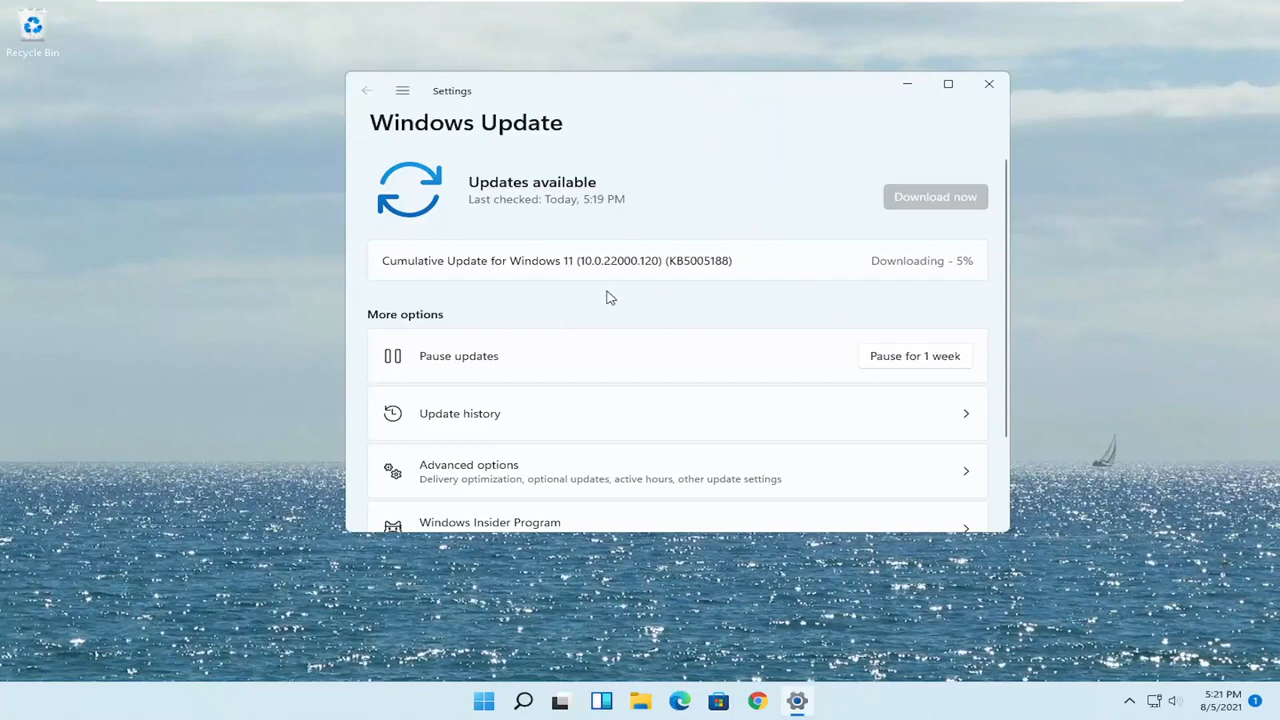 Recycle Bin
Settings
Windows Update
Updates available
Last checked: Today, 5:19 PM
Download now
Cumulative Update for Windows 11 (10.0.22000.120) (KB5005188)
Downloading - 5%
More options
Pause updates
Pause for 1 week
Update history
Advanced options
Delivery optimization, optional updates, active hours, other update settings
Windows Insider Program
5:21 PM
8/5/2021
1